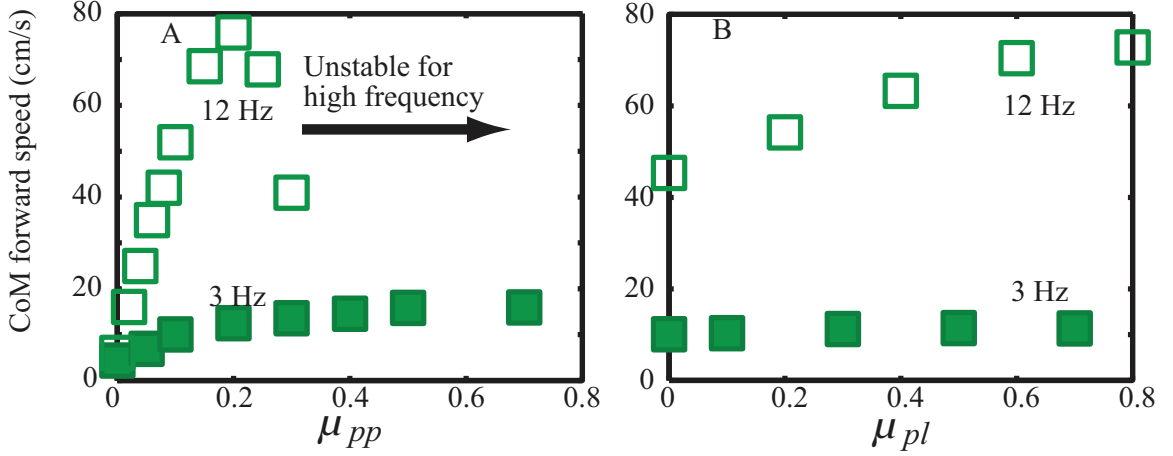 CoM forward speed (cm/s)
80
60
40
20
0
A
12 Hz
Unstable for
high frequency
3 Hz
0 0.2 0.4 0.6 0.8
μ pp
80
60
40
20
0
B
12 Hz
3 Hz
0 0.2 0.4 0.6 0.8
μ pl